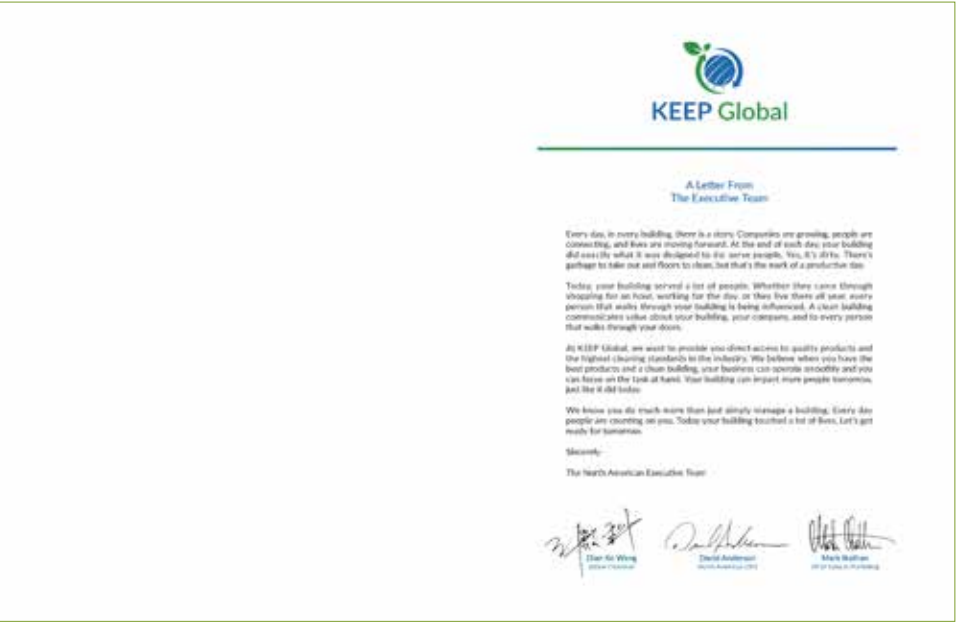 KEEP Global
A Letter From
The Executive Team
Every day, in every building, there is a story. Companies are growing, people are
connecting, and lives are moving forward. At the end of each day, your building
did exactly what it was designed to do: serve people. Yes, it's dirty. There's
garbage to take out and floors to clean, but that's the mark of a productive day.
Today, your building served a lot of people. Whether they came through
shopping for an hour, working for the day, or they live there all year, every
person that walks through your building is being influenced. A clean building
communicates value about your building, your company, and to every person
that walks through your doors.
At KEEP Global, we want to provide you direct access to quality products and
the highest cleaning standards in the industry. We believe when you have the
best products and a clean building, your business can operate smoothly and you
can focus on the task at hand. Your building can impact more people tomorrow,
just like it did today.
We know you do much more than just simply manage a building. Every day
people are counting on you. Today your building touched a lot of lives. Let's get
ready for tomorrow.
Sincerely,
The North American Executive Team
David Anderson